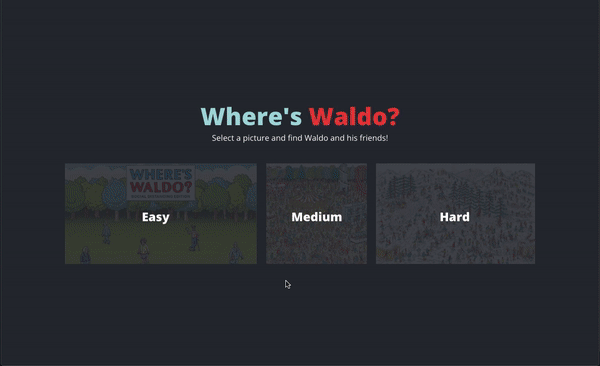 Where's Waldo?
Select a picture and find Waldo and his friends!
WHERE'S
WALDO?
Easy
Medium
Hard